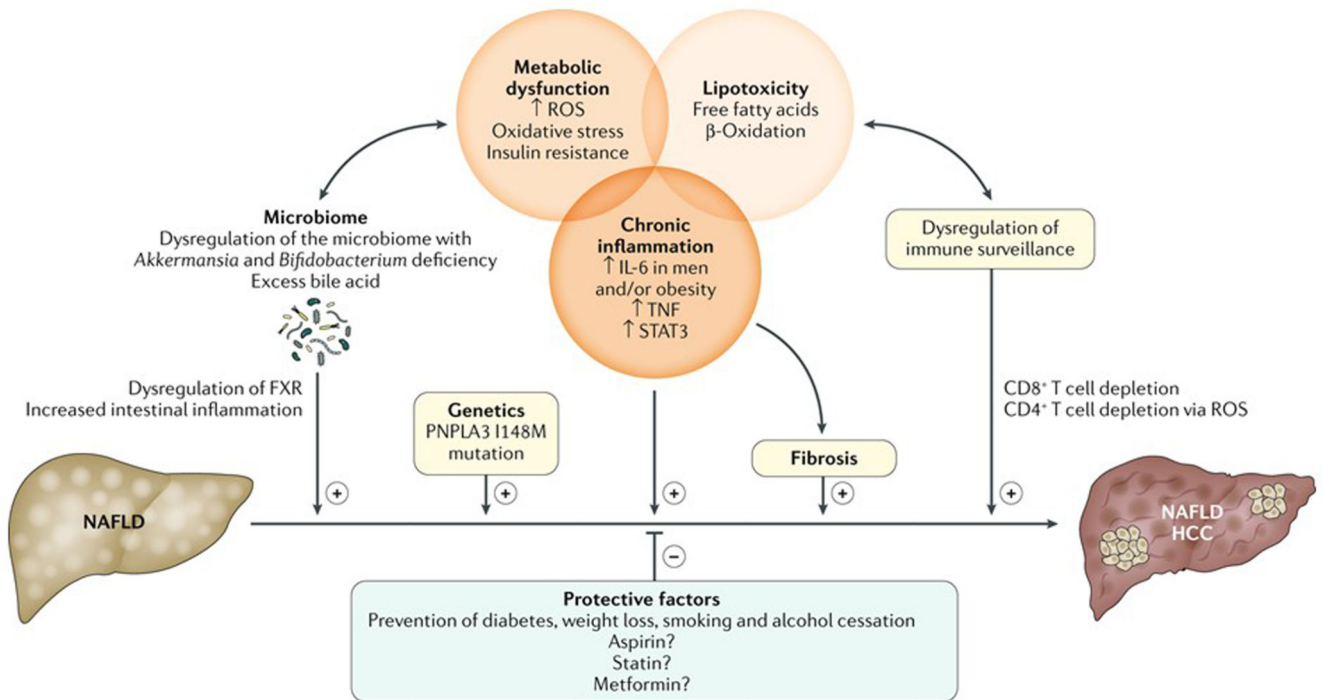 Metabolic
dysfunction
↑ ROS
Oxidative stress
Insulin resistance
Lipotoxicity
Free fatty acids
β-Oxidation
Microbiome
Dysregulation of the microbiome with
Akkermansia and Bifidobacterium deficiency
Excess bile acid
Chronic
inflammation
↑ IL-6 in men
and/or obesity
↑ TNF
↑ STAT3
Dysregulation of
immune surveillance
Dysregulation of FXR
Increased intestinal inflammation
Genetics
PNPLA3 I148M
mutation
Fibrosis
CD8⁺ T cell depletion
CD4⁺ T cell depletion via ROS
+
+
+
+
+
NAFLD
NAFLD
HCC
−
Protective factors
Prevention of diabetes, weight loss, smoking and alcohol cessation
Aspirin?
Statin?
Metformin?